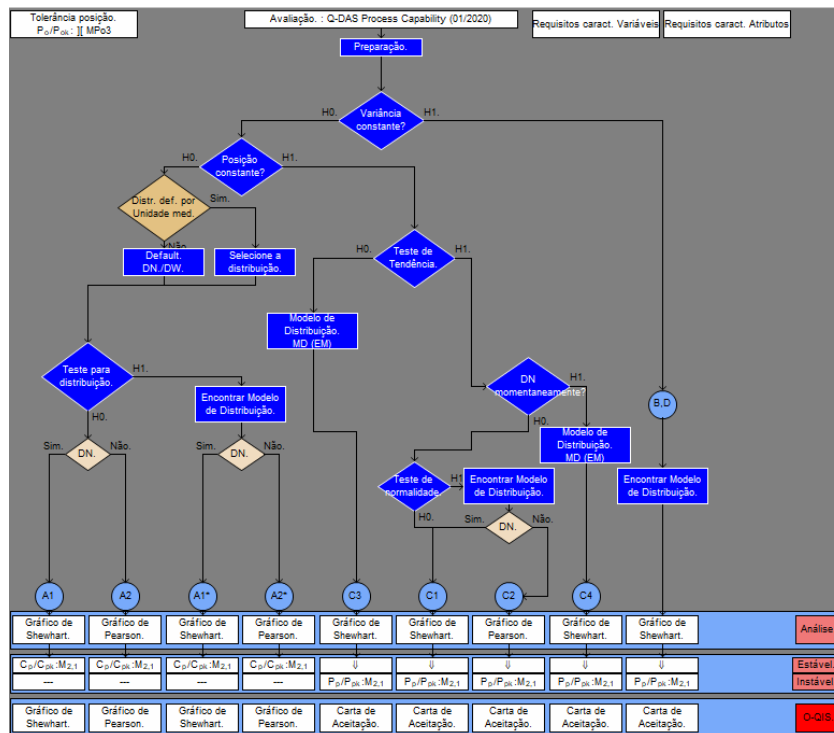 Tolerância posição.
Pₒ/Pₒₖ: ][ MPo3
Avaliação. : Q-DAS Process Capability (01/2020)
Requisitos caract. Variáveis
Requisitos caract. Atributos
Preparação.
Variância
constante?
H0.
H1.
Posição
constante?
H0.
H1.
Distr. def. por
Unidade med.
Sim.
Não.
Default.
DN./DW.
Selecione a
distribuição.
Teste de
Tendência.
H0.
H1.
Modelo de
Distribuição.
MD (EM)
Teste para
distribuição.
H1.
H0.
Encontrar Modelo
de Distribuição.
DN
momentaneamente?
H1.
H0.
B,D
Modelo de
Distribuição.
MD (EM)
Sim.
DN.
Não.
Sim.
DN.
Não.
Teste de
normalidade.
H1
H0.
Encontrar Modelo
de Distribuição.
Encontrar Modelo
de Distribuição.
Sim.
DN.
Não.
A1
A2
A1*
A2*
C3
C1
C2
C4
Gráfico de
Shewhart.
Gráfico de
Pearson.
Gráfico de
Shewhart.
Gráfico de
Pearson.
Gráfico de
Shewhart.
Gráfico de
Shewhart.
Gráfico de
Shewhart.
Gráfico de
Shewhart.
Gráfico de
Shewhart.
Análise.
Cₚ/Cₚₖ:M₂,₁
Cₚ/Cₚₖ:M₂,₁
Cₚ/Cₚₖ:M₂,₁
Cₚ/Cₚₖ:M₂,₁
⇓
⇓
⇓
⇓
⇓
Estável.
---
---
---
---
Pₚ/Pₚₖ:M₂,₁
Pₚ/Pₚₖ:M₂,₁
Pₚ/Pₚₖ:M₂,₁
Pₚ/Pₚₖ:M₂,₁
Pₚ/Pₚₖ:M₂,₁
Instável.
Gráfico de
Shewhart.
Gráfico de
Pearson.
Gráfico de
Shewhart.
Gráfico de
Pearson.
Carta de
Aceitação.
Carta de
Aceitação.
Carta de
Aceitação.
Carta de
Aceitação.
Carta de
Aceitação.
O-QIS.